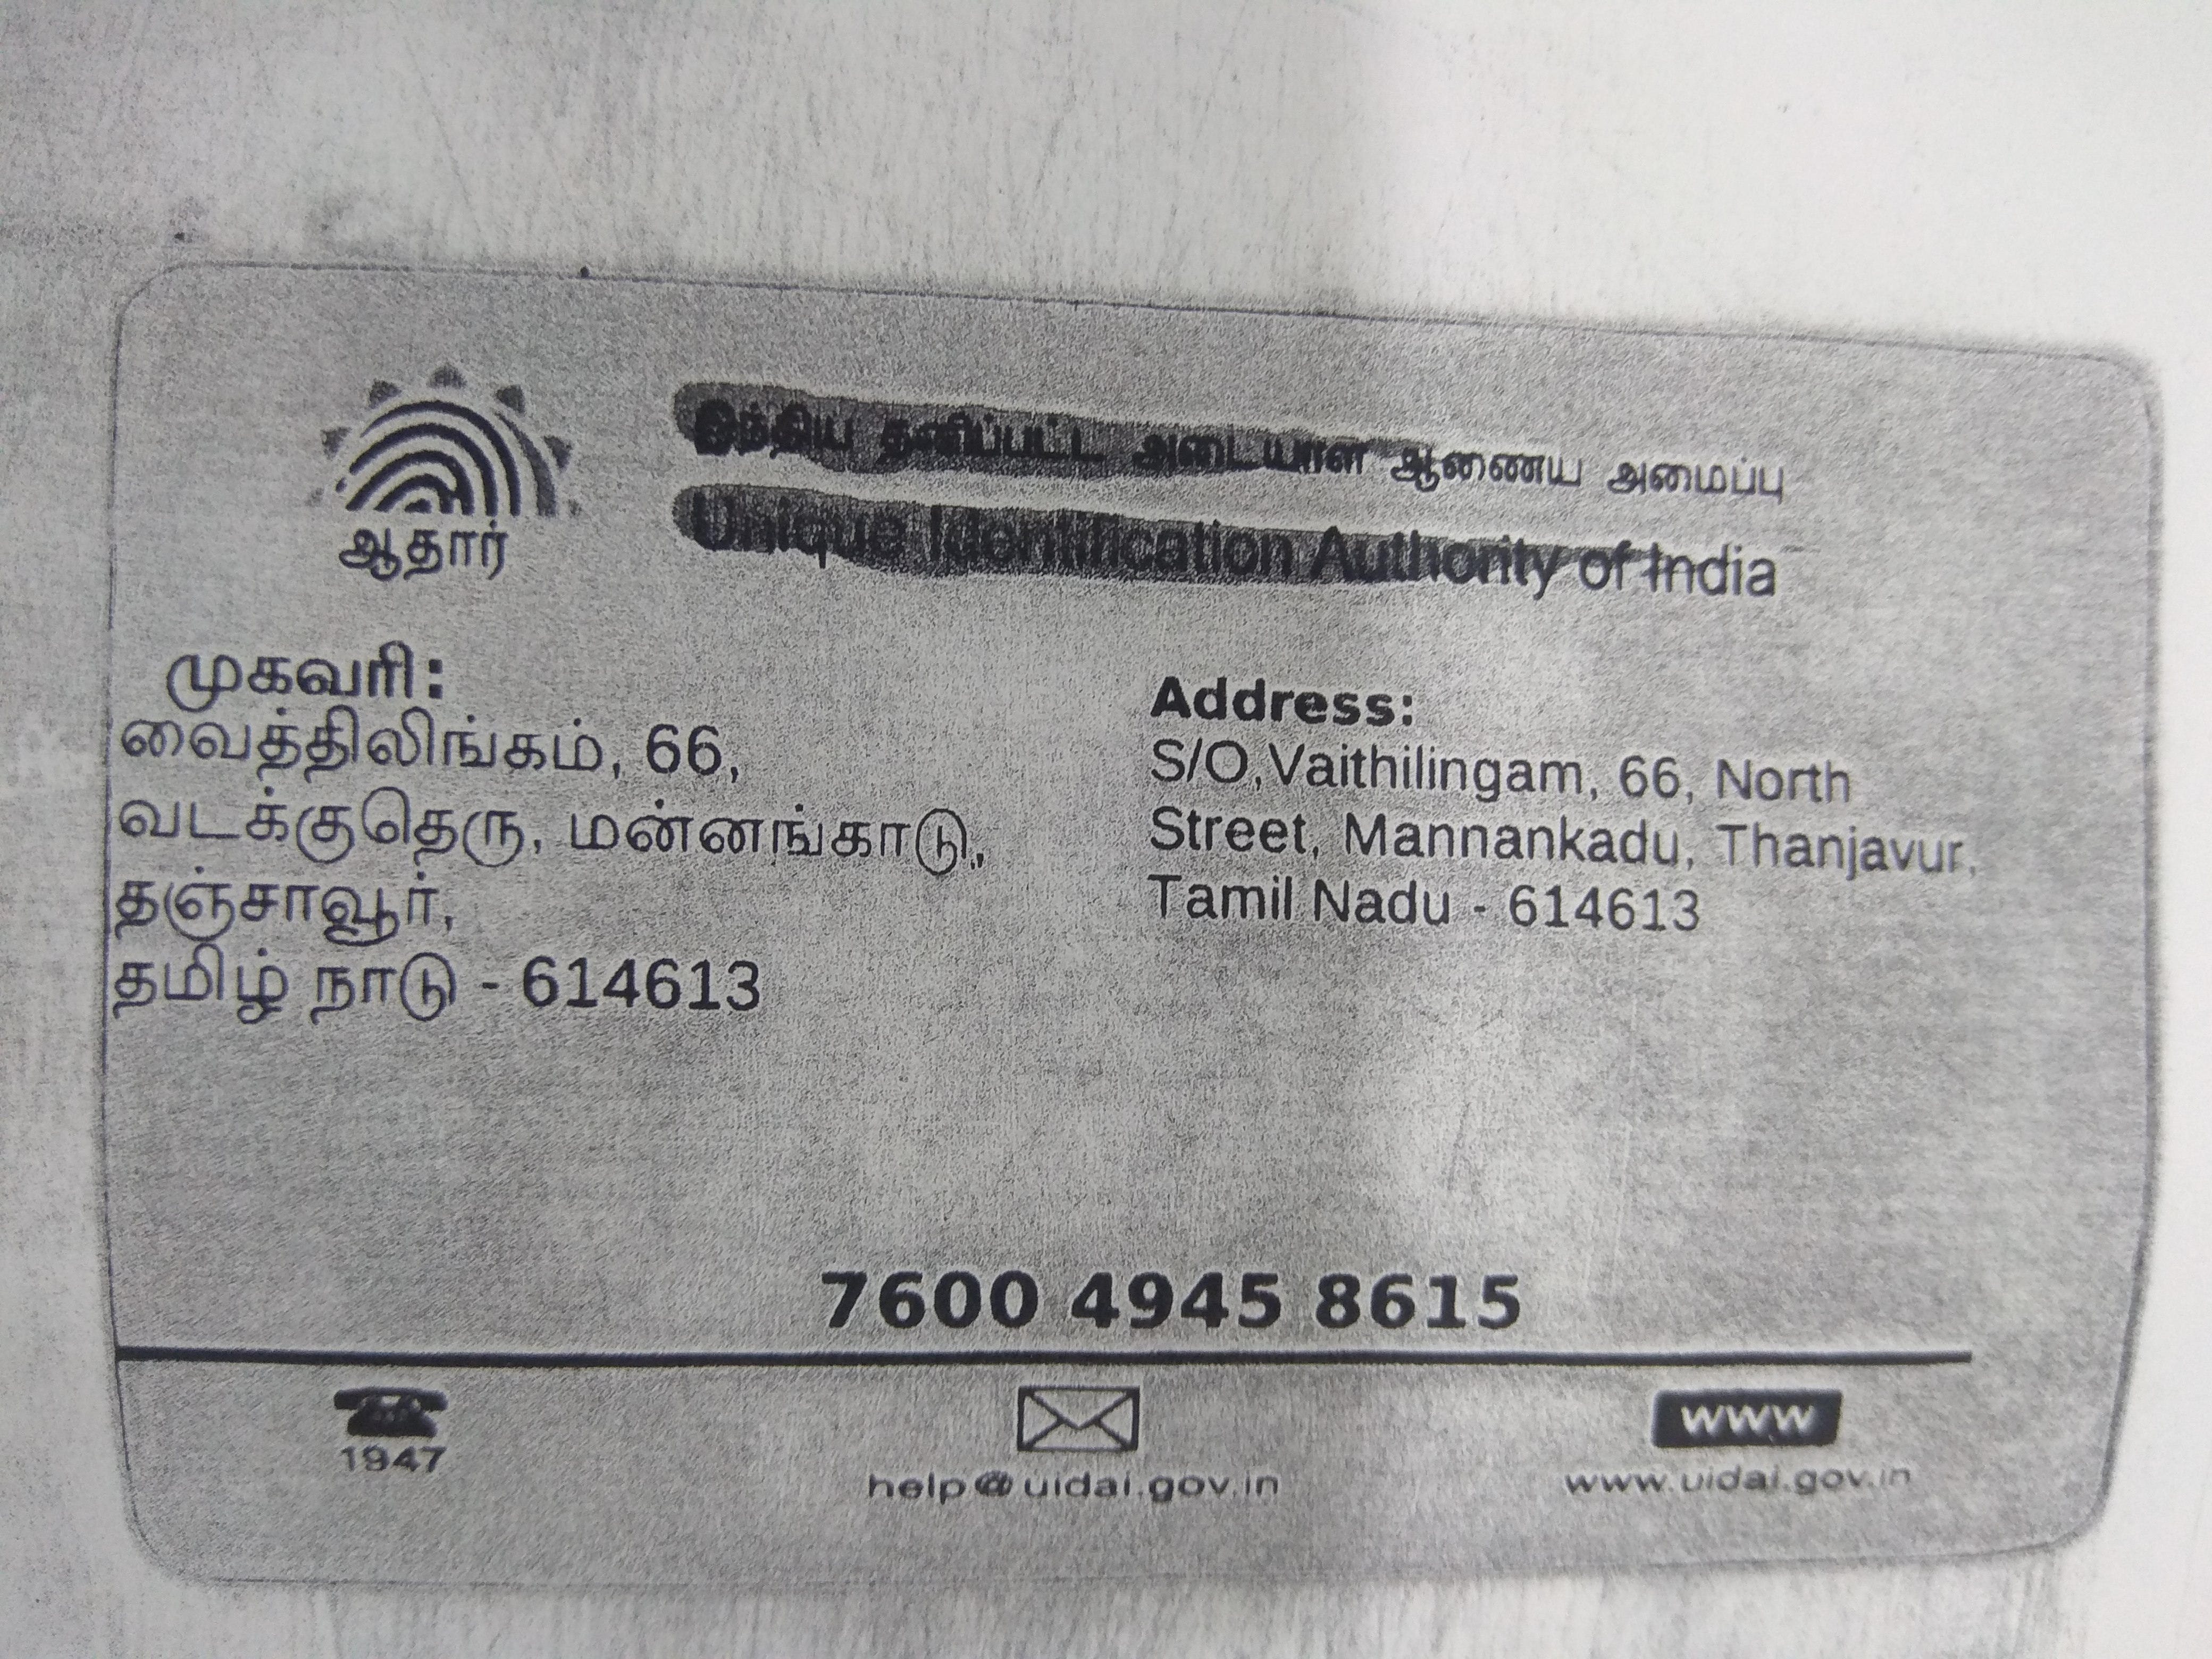 ஆதார்
இந்திய தனிப்பட்ட அடையாள ஆணைய அமைப்பு
Unique Identification Authority of India
முகவரி:
வைத்திலிங்கம், 66,
வடக்குதெரு, மன்னங்காடு,,
தஞ்சாவூர்,
தமிழ் நாடு - 614613
Address:
S/O,Vaithilingam, 66, North
Street, Mannankadu, Thanjavur,
Tamil Nadu - 614613
7600 4945 8615
1947
help@uidai.gov.in
www
www.uidai.gov.in